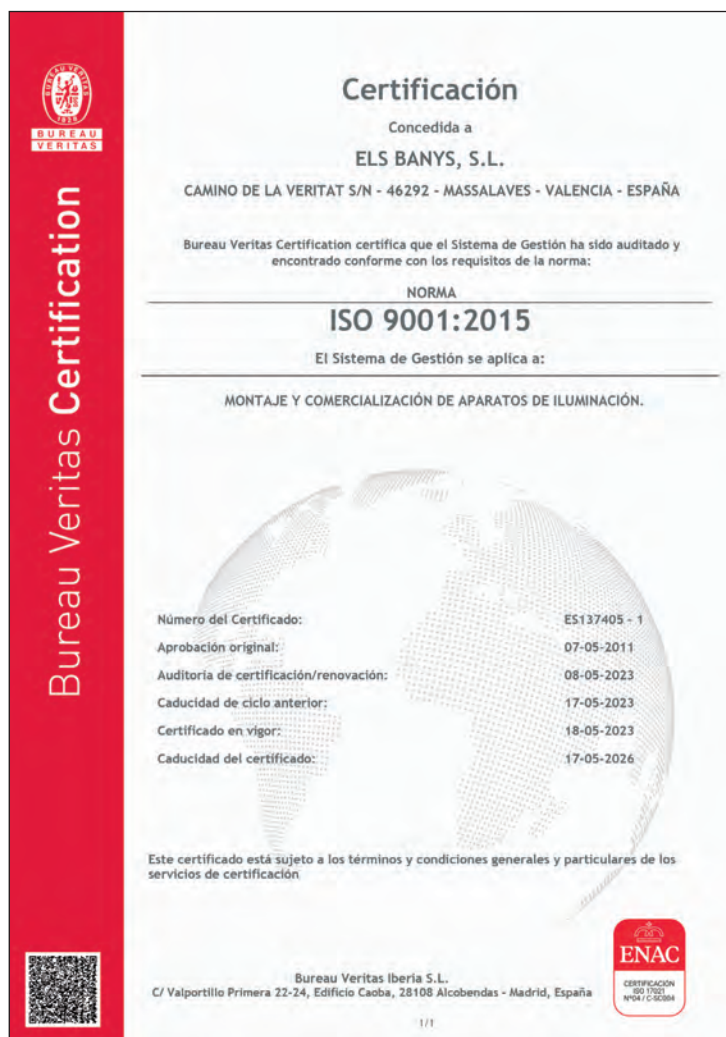 BUREAU VERITAS
1828
BUREAU
VERITAS
Bureau Veritas Certification
Certificación
Concedida a
ELS BANYS, S.L.
CAMINO DE LA VERITAT S/N - 46292 - MASSALAVES - VALENCIA - ESPAÑA
Bureau Veritas Certification certifica que el Sistema de Gestión ha sido auditado y
encontrado conforme con los requisitos de la norma:
NORMA
ISO 9001:2015
El Sistema de Gestión se aplica a:
MONTAJE Y COMERCIALIZACIÓN DE APARATOS DE ILUMINACIÓN.
Número del Certificado: ES137405 - 1
Aprobación original: 07-05-2011
Auditoría de certificación/renovación: 08-05-2023
Caducidad de ciclo anterior: 17-05-2023
Certificado en vigor: 18-05-2023
Caducidad del certificado: 17-05-2026
Este certificado está sujeto a los términos y condiciones generales y particulares de los
servicios de certificación
Bureau Veritas Iberia S.L.
C/ Valportillo Primera 22-24, Edificio Caoba, 28108 Alcobendas - Madrid, España
1/1
ENAC
CERTIFICACIÓN
ISO 17021
Nº04 / C-SC004